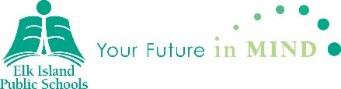 Elk Island
Public Schools
Your Future in MIND